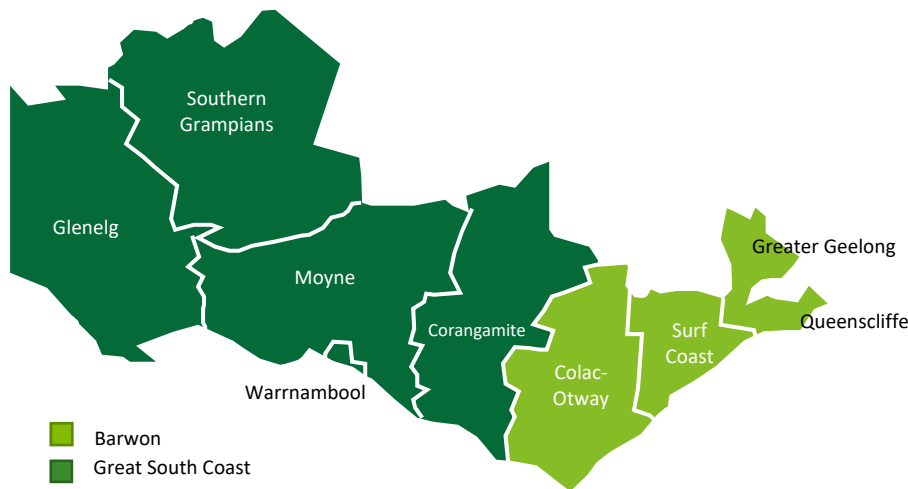 Southern
Grampians
Glenelg
Greater Geelong
Moyne
Queenscliffe
Corangamite
Surf
Coast
Colac-
Otway
Warrnambool
Barwon
Great South Coast